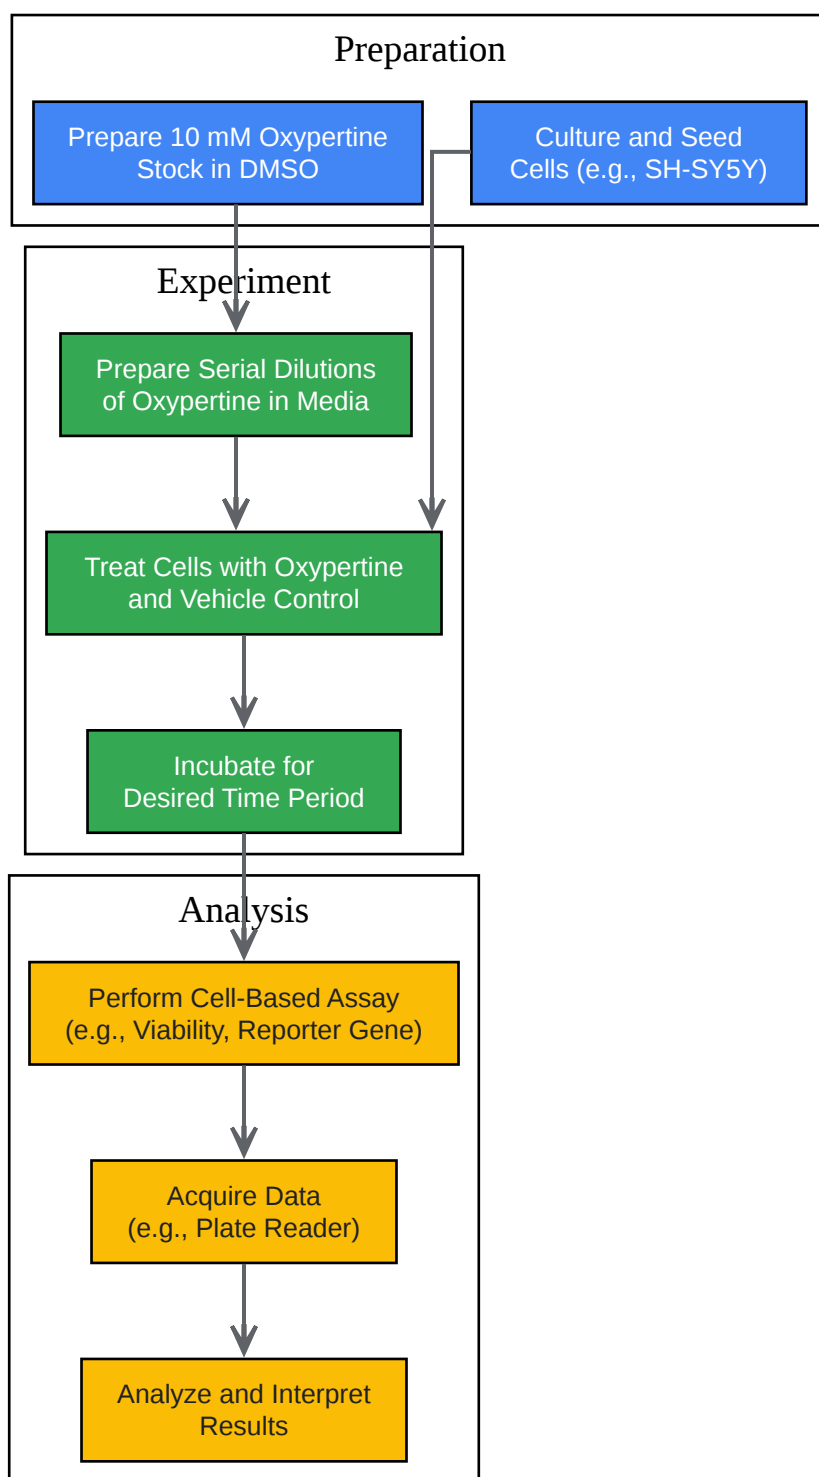 Preparation
Prepare 10 mM Oxypertine
Stock in DMSO
Culture and Seed
Cells (e.g., SH-SY5Y)
Experiment
Prepare Serial Dilutions
of Oxypertine in Media
Treat Cells with Oxypertine
and Vehicle Control
Incubate for
Desired Time Period
Analysis
Perform Cell-Based Assay
(e.g., Viability, Reporter Gene)
Acquire Data
(e.g., Plate Reader)
Analyze and Interpret
Results